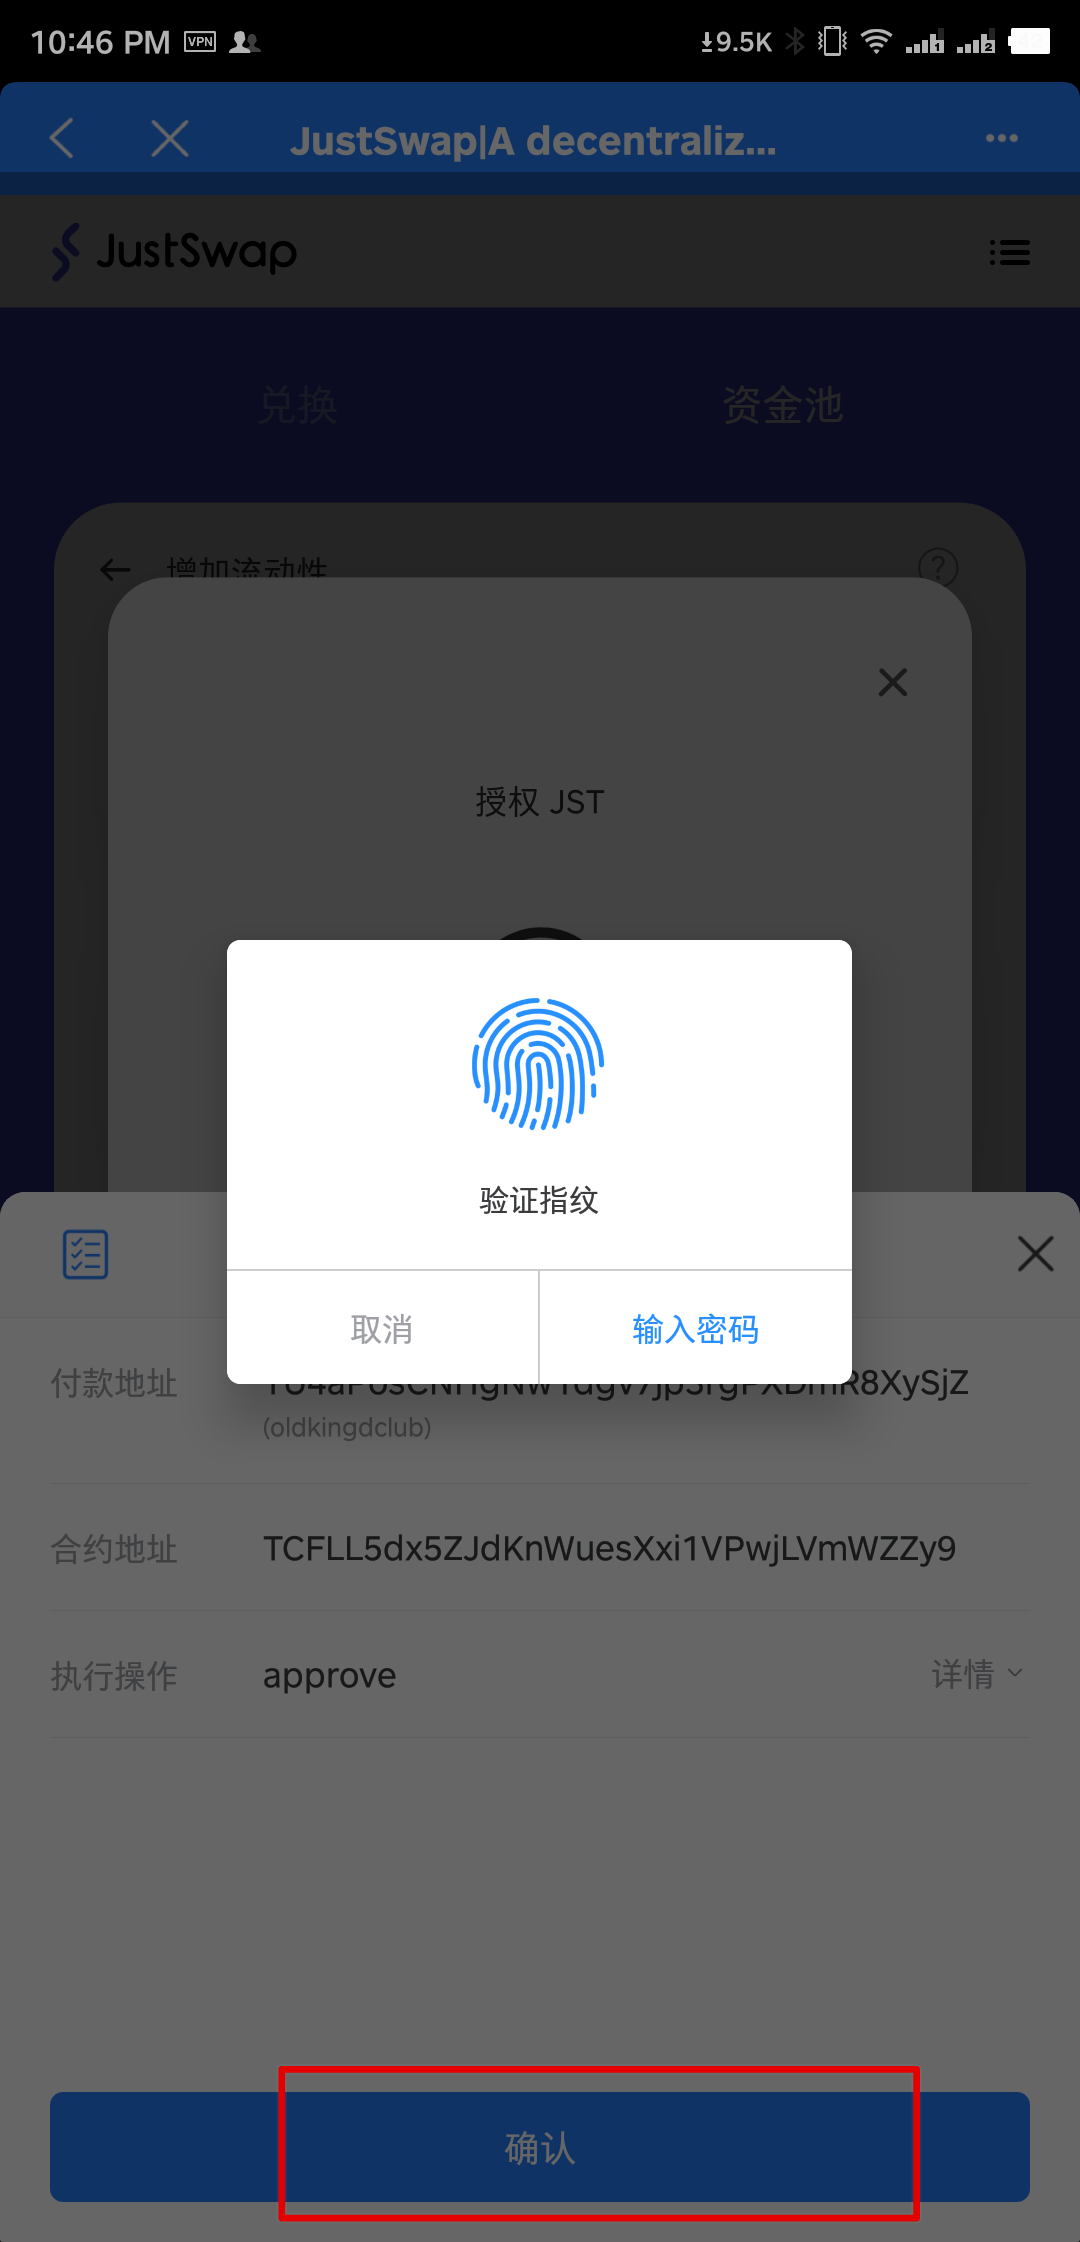 10:46 PM VPN 9.5K 1 2
JustSwap|A decentraliz...
JustSwap
兑换 资金池
增加流动性 ?
授权 JST
验证指纹
取消 输入密码
付款地址
(oldkingdclub)
合约地址 TCFLL5dx5ZJdKnWuesXxi1VPwjLVmWZZy9
执行操作 approve 详情
确认